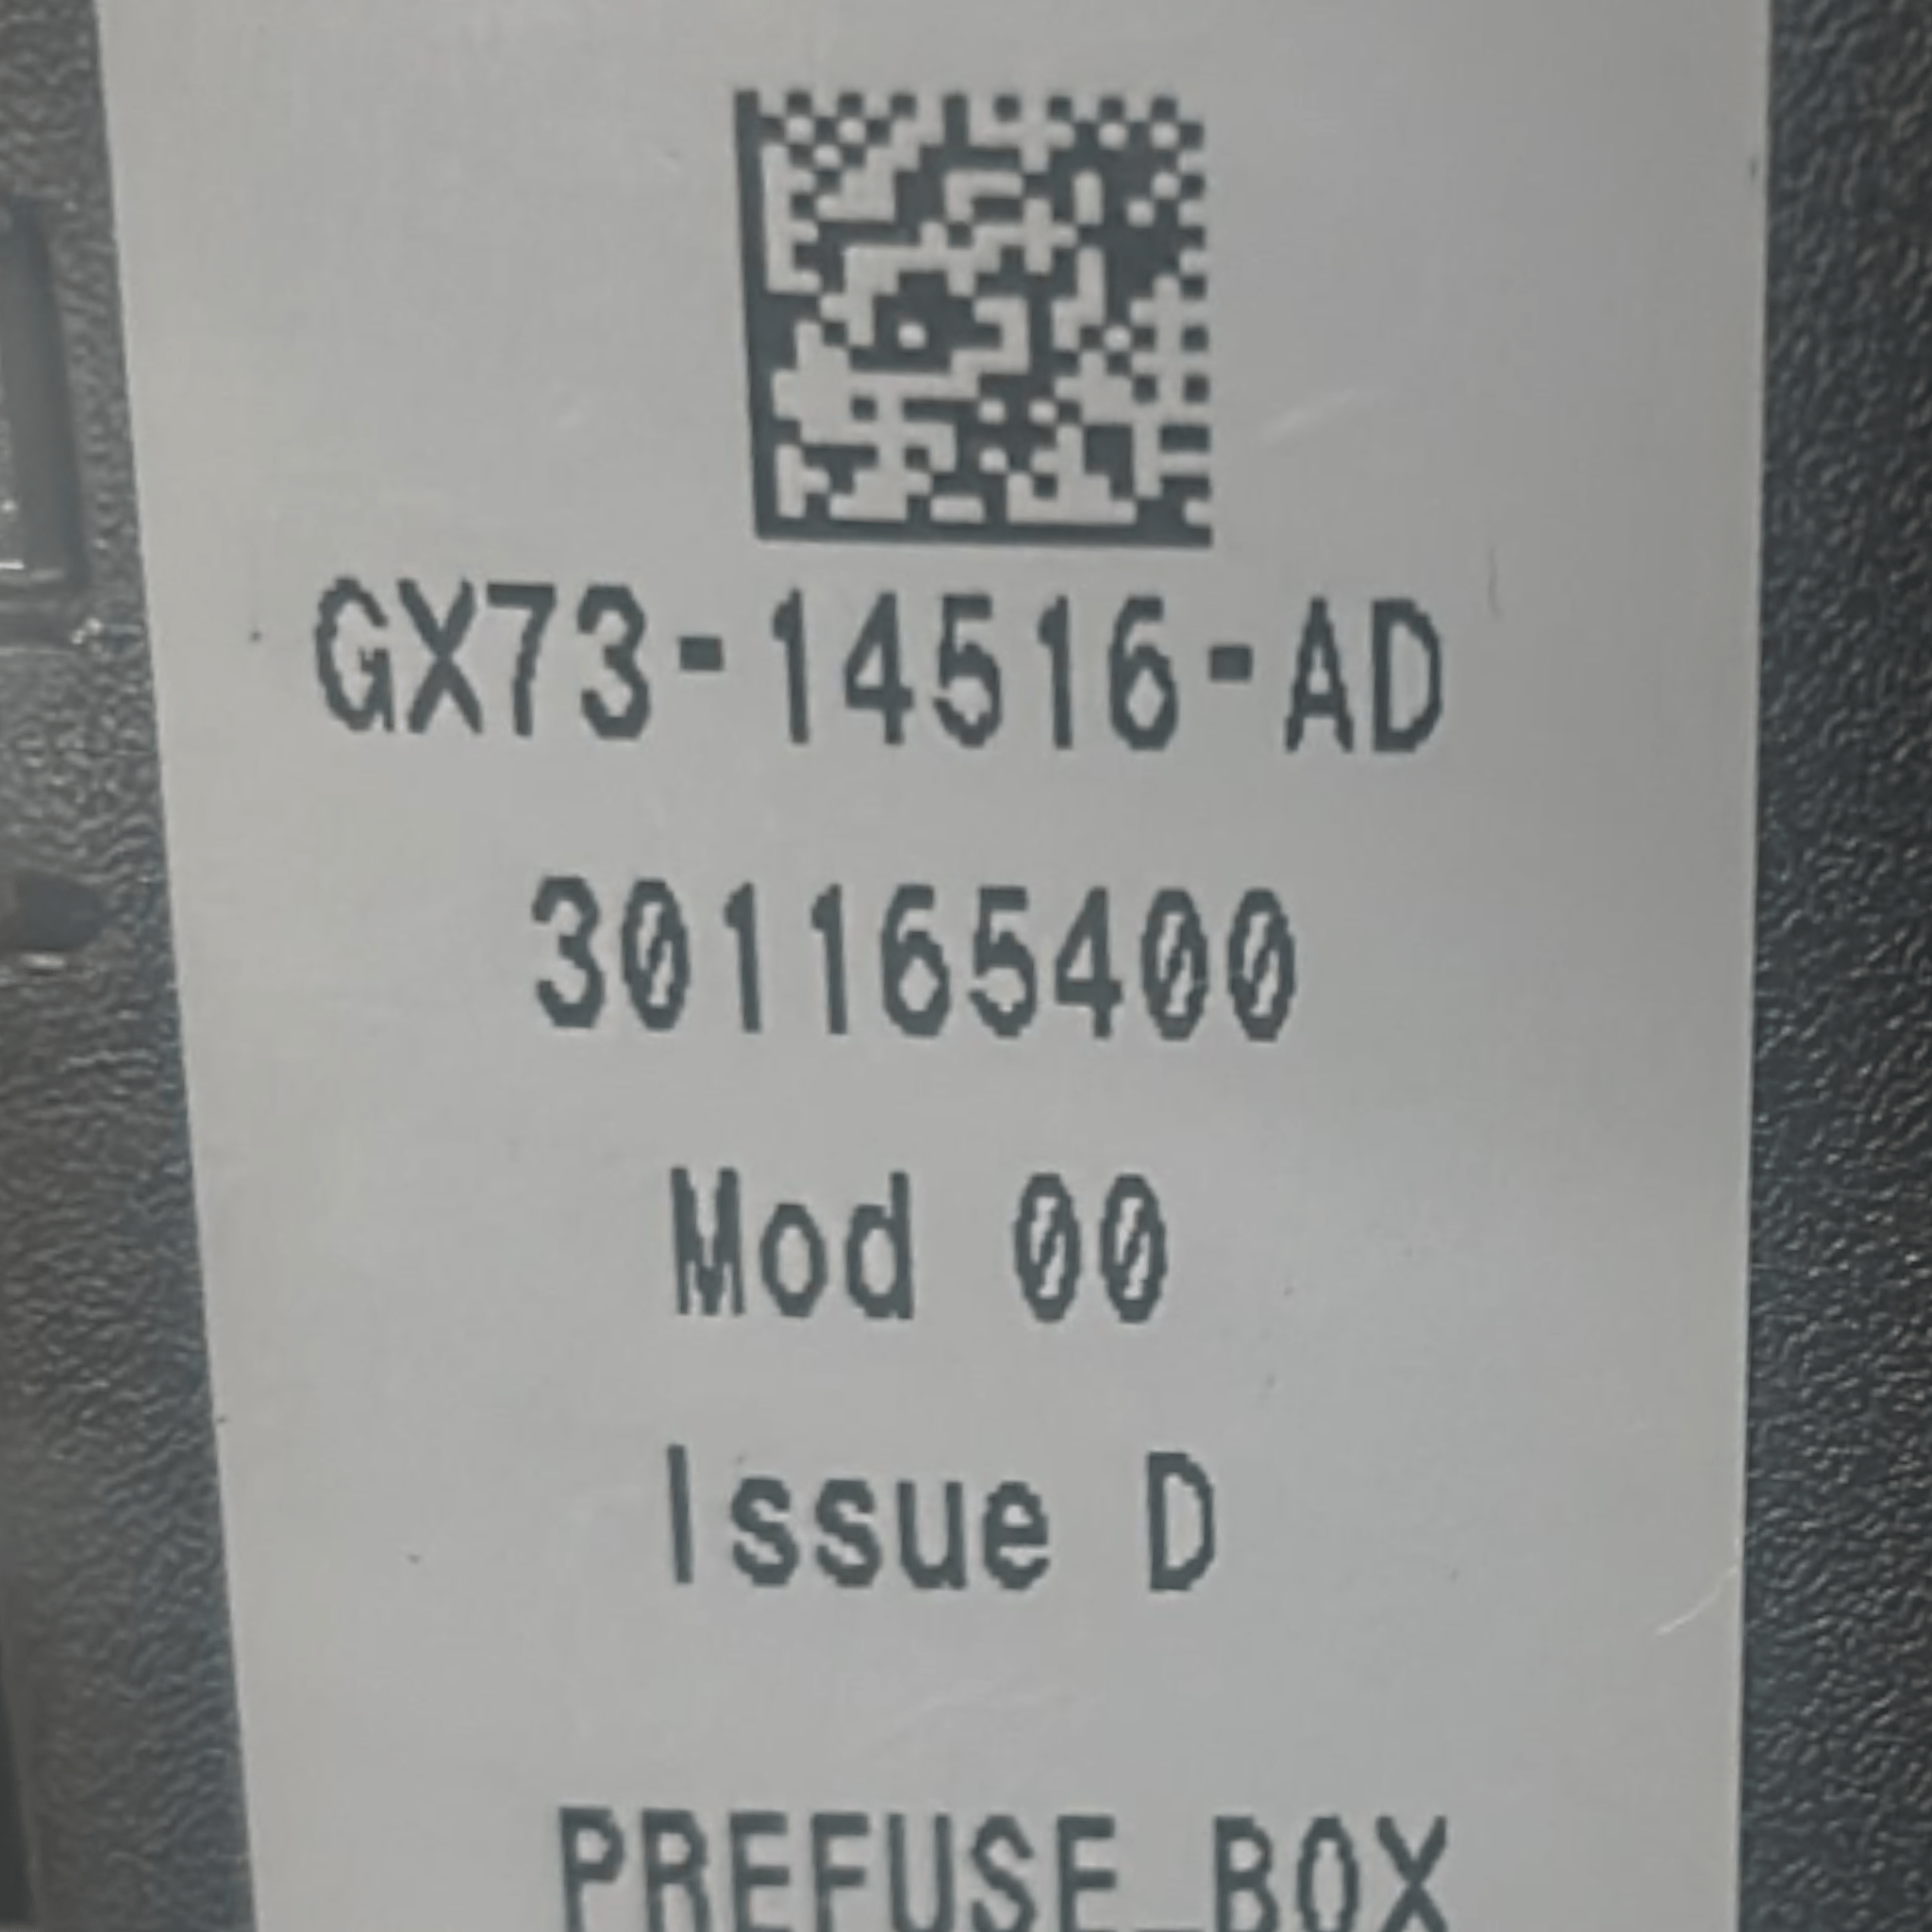 GX73-14516-AD
301165400
Mod 00
Issue D
PREFUSE_BOX